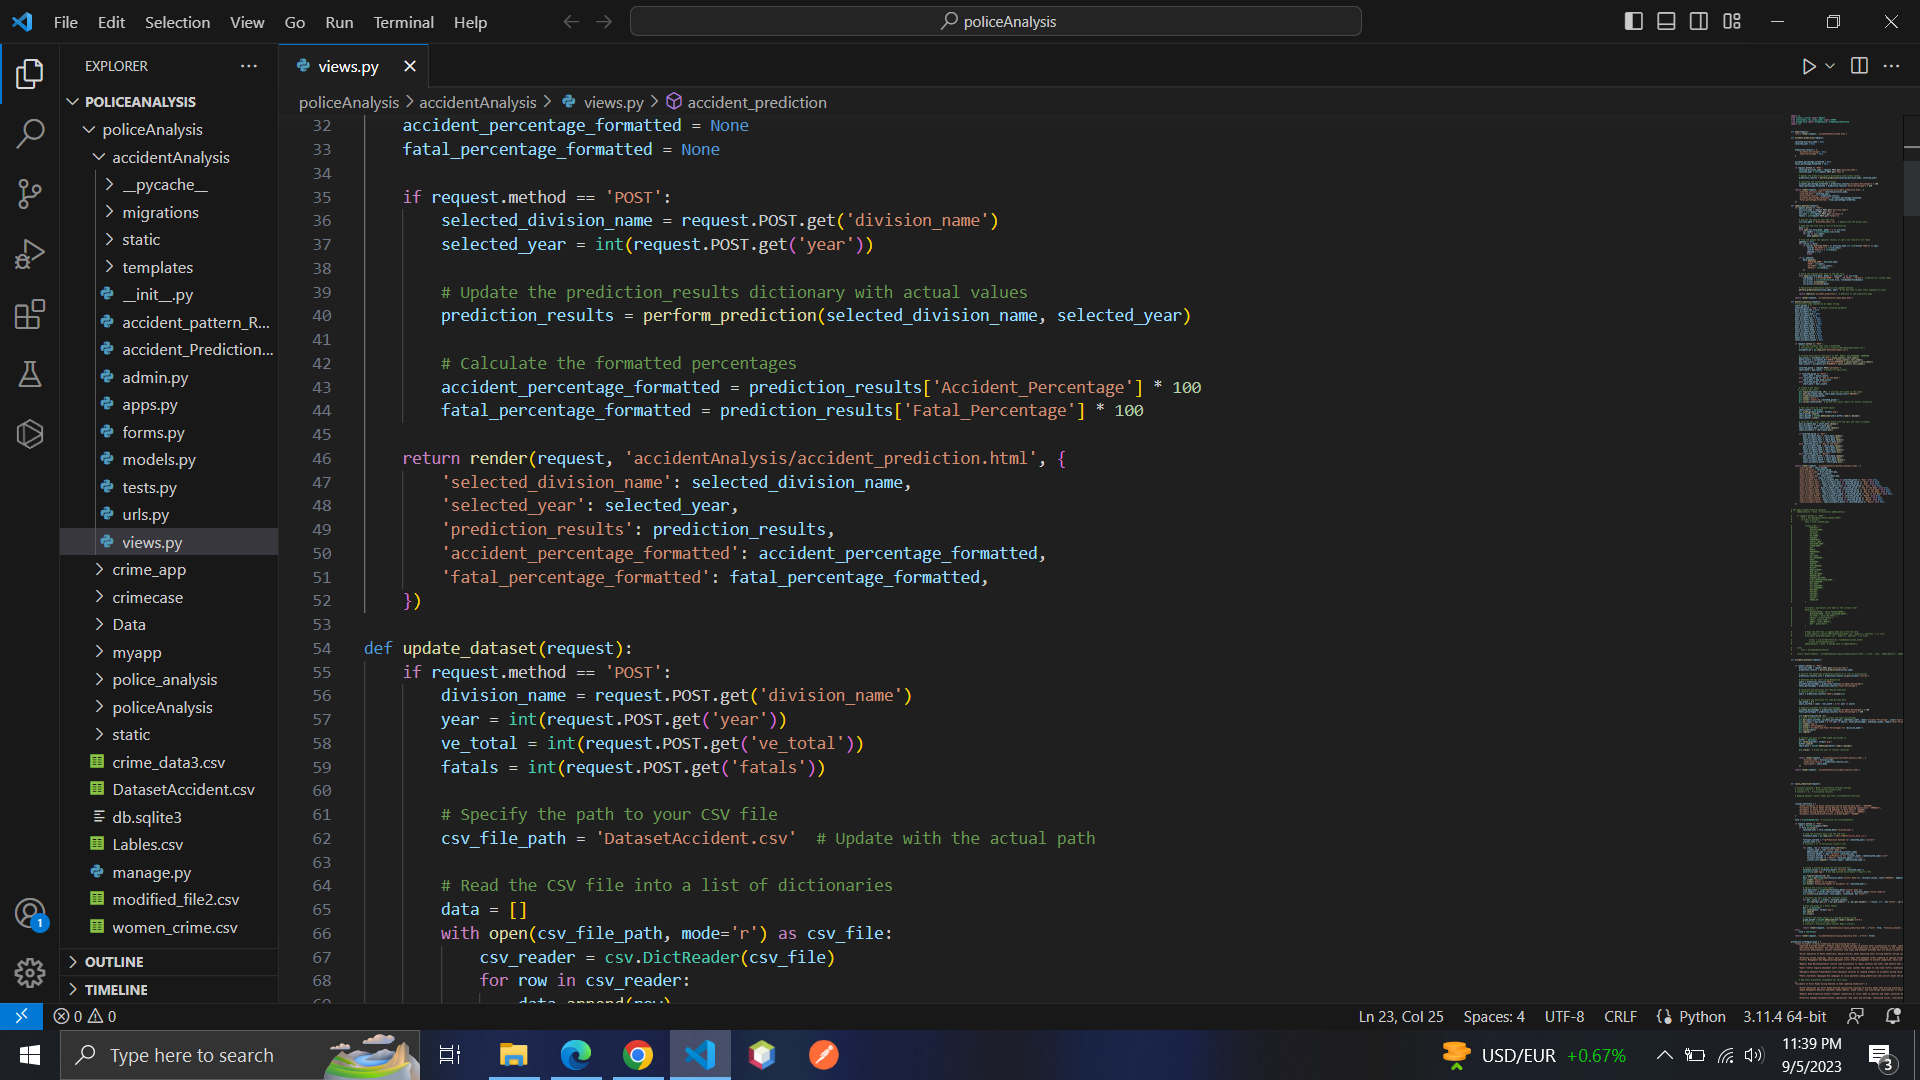 File Edit Selection View Go Run Terminal Help
policeAnalysis
EXPLORER
POLICEANALYSIS
policeAnalysis
accidentAnalysis
__pycache__
migrations
static
templates
__init__.py
accident_pattern_R...
accident_Prediction...
admin.py
apps.py
forms.py
models.py
tests.py
urls.py
views.py
crime_app
crimecase
Data
myapp
police_analysis
policeAnalysis
static
crime_data3.csv
DatasetAccident.csv
db.sqlite3
Lables.csv
manage.py
modified_file2.csv
women_crime.csv
OUTLINE
TIMELINE
1
views.py
policeAnalysis > accidentAnalysis > views.py > accident_prediction
32 accident_percentage_formatted = None
33 fatal_percentage_formatted = None
34
35 if request.method == 'POST':
36 selected_division_name = request.POST.get('division_name')
37 selected_year = int(request.POST.get('year'))
38
39 # Update the prediction_results dictionary with actual values
40 prediction_results = perform_prediction(selected_division_name, selected_year)
41
42 # Calculate the formatted percentages
43 accident_percentage_formatted = prediction_results['Accident_Percentage'] * 100
44 fatal_percentage_formatted = prediction_results['Fatal_Percentage'] * 100
45
46 return render(request, 'accidentAnalysis/accident_prediction.html', {
47 'selected_division_name': selected_division_name,
48 'selected_year': selected_year,
49 'prediction_results': prediction_results,
50 'accident_percentage_formatted': accident_percentage_formatted,
51 'fatal_percentage_formatted': fatal_percentage_formatted,
52 })
53
54 def update_dataset(request):
55 if request.method == 'POST':
56 division_name = request.POST.get('division_name')
57 year = int(request.POST.get('year'))
58 ve_total = int(request.POST.get('ve_total'))
59 fatals = int(request.POST.get('fatals'))
60
61 # Specify the path to your CSV file
62 csv_file_path = 'DatasetAccident.csv' # Update with the actual path
63
64 # Read the CSV file into a list of dictionaries
65 data = []
66 with open(csv_file_path, mode='r') as csv_file:
67 csv_reader = csv.DictReader(csv_file)
68 for row in csv_reader:
69 data.append(row)
0 0
Ln 23, Col 25 Spaces: 4 UTF-8 CRLF Python 3.11.4 64-bit
Type here to search
USD/EUR +0.67%
11:39 PM
9/5/2023
3